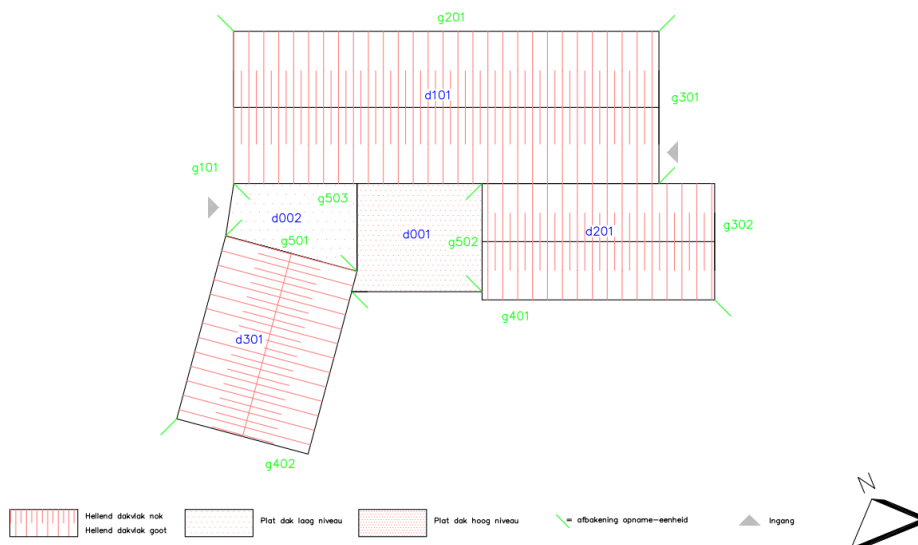 g201
d101
g301
g101
g503
d002
d001
g302
g501
g502
d201
g401
d301
g402
N
Hellend dakvlak nok
Hellend dakvlak goot
Plat dak laag niveau
Plat dak hoog niveau
= afbakening opname-eenheid
Ingang